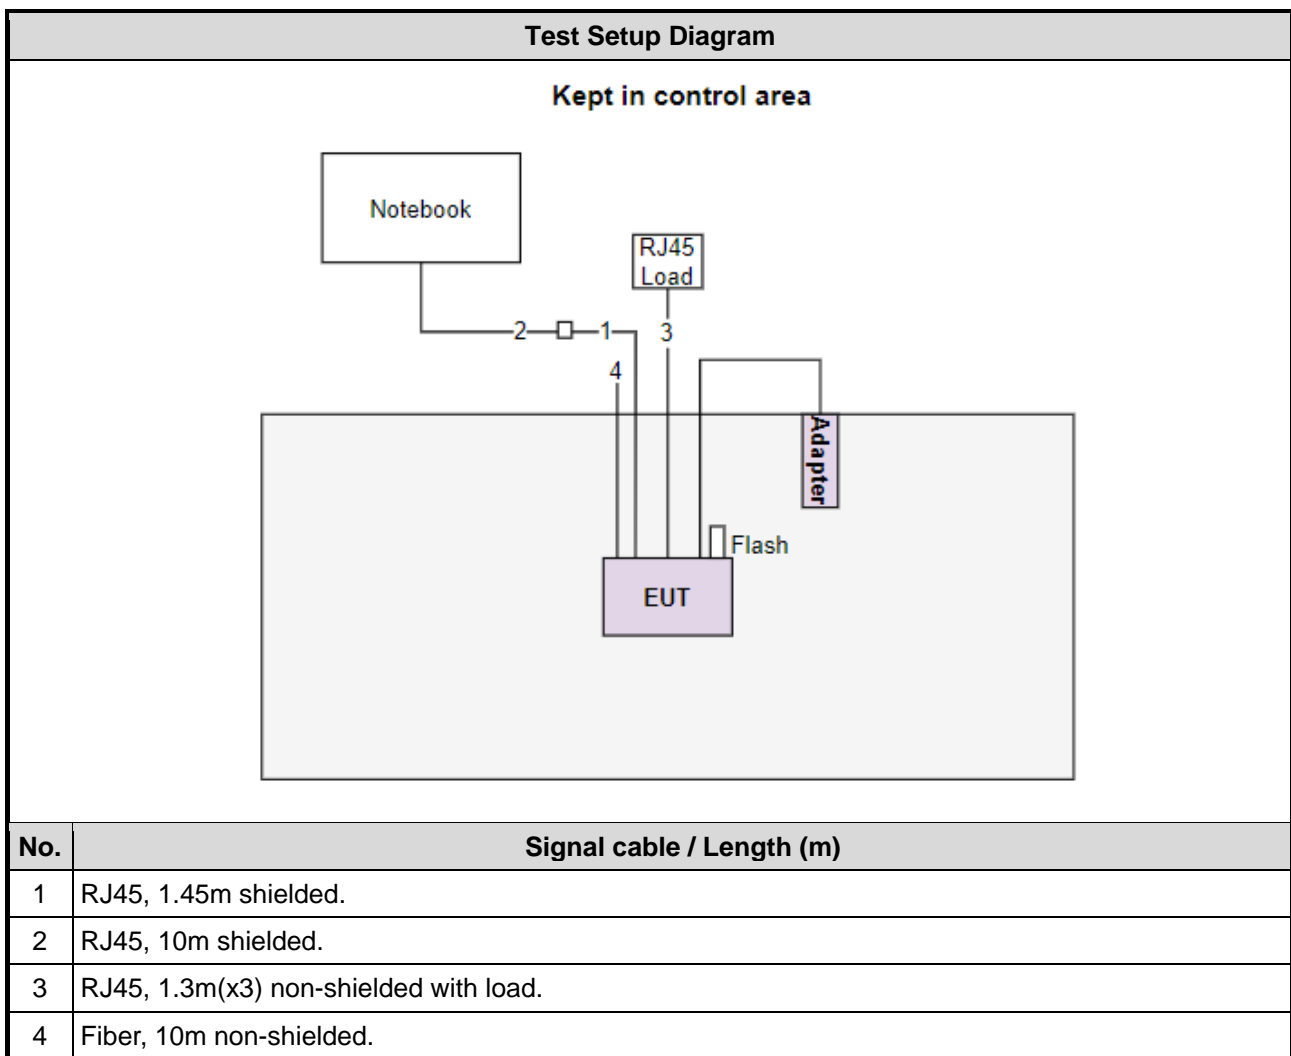 Test Setup Diagram
Kept in control area
Notebook
RJ45
Load
2
1
3
4
Adapter
Flash
EUT
No. Signal cable / Length (m)
1 RJ45, 1.45m shielded.
2 RJ45, 10m shielded.
3 RJ45, 1.3m(x3) non-shielded with load.
4 Fiber, 10m non-shielded.